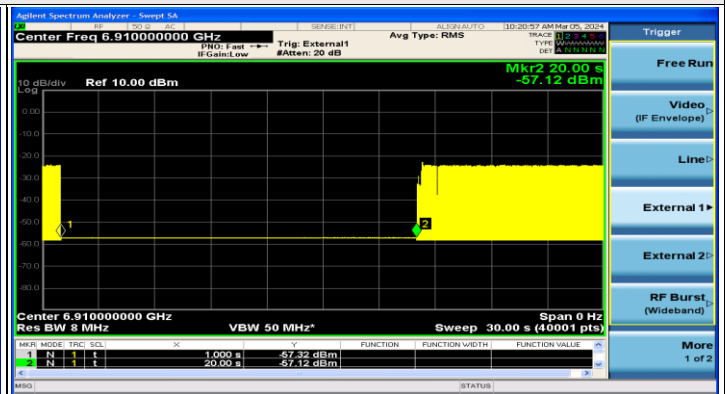 Agilent Spectrum Analyzer - Swept SA
RF 50 Ω AC SENSE:INT ALIGN AUTO 10:20:57 AM Mar 05, 2024
Center Freq 6.910000000 GHz
PNO: Fast
IFGain:Low
Trig: External1
#Atten: 20 dB
Avg Type: RMS
TRACE 1 2 3 4 5 6
TYPE
DET A N N N N N
Mkr2 20.00 s
-57.12 dBm
10 dB/div Ref 10.00 dBm
Log
0.00
-10.0
-20.0
-30.0
-40.0
-50.0
-60.0
-70.0
-80.0
1
2
Center 6.910000000 GHz Span 0 Hz
Res BW 8 MHz VBW 50 MHz* Sweep 30.00 s (40001 pts)
MKR MODE TRC SCL X Y FUNCTION FUNCTION WIDTH FUNCTION VALUE
1 N 1 t 1.000 s -57.32 dBm
2 N 1 t 20.00 s -57.12 dBm
MSG STATUS
Trigger
Free Run
Video
(IF Envelope)
Line
External 1
External 2
RF Burst
(Wideband)
More
1 of 2